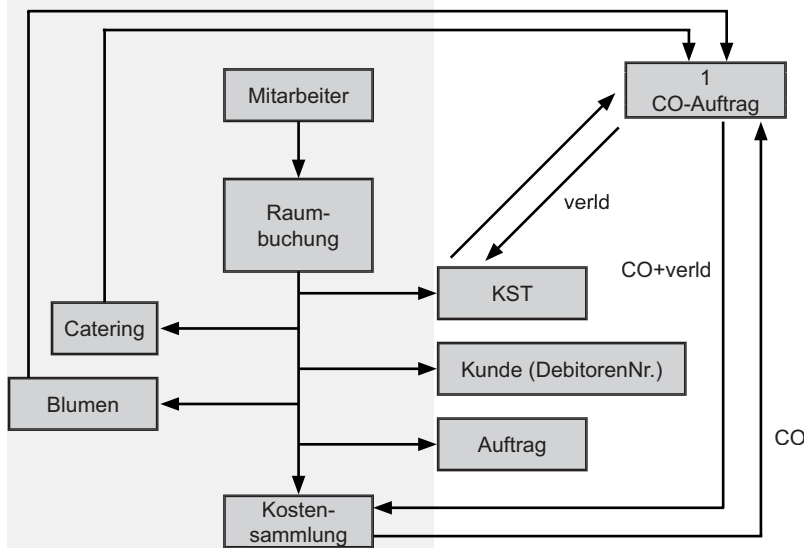 1
CO-Auftrag
Mitarbeiter
Raum-
buchung
verld
CO+verld
KST
Catering
Kunde (DebitorenNr.)
Blumen
Auftrag
CO
Kosten-
sammlung